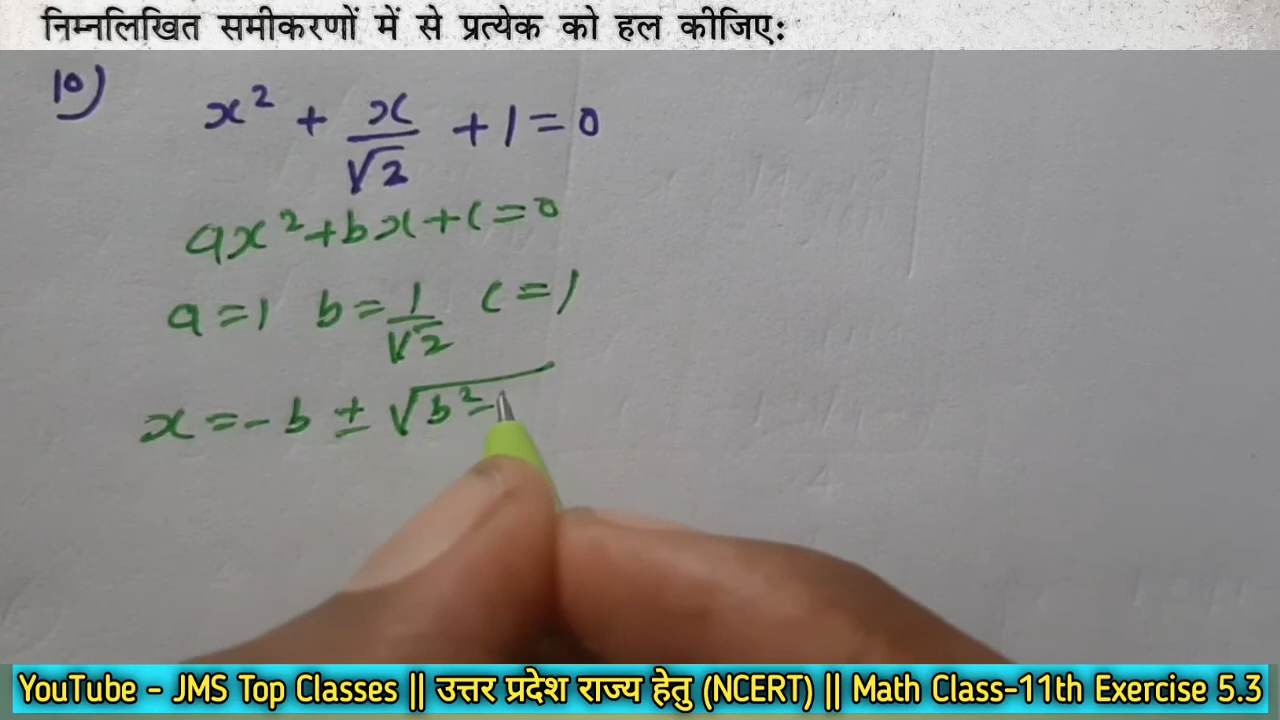 निम्नलिखित समीकरणों में से प्रत्येक को हल कीजिए:
10) x² + x/√2 + 1 = 0
ax² + bx + c = 0
a = 1 b = 1/√2 c = 1
x = - b ± √b² -
YouTube - JMS Top Classes || उत्तर प्रदेश राज्य हेतु (NCERT) || Math Class-11th Exercise 5.3